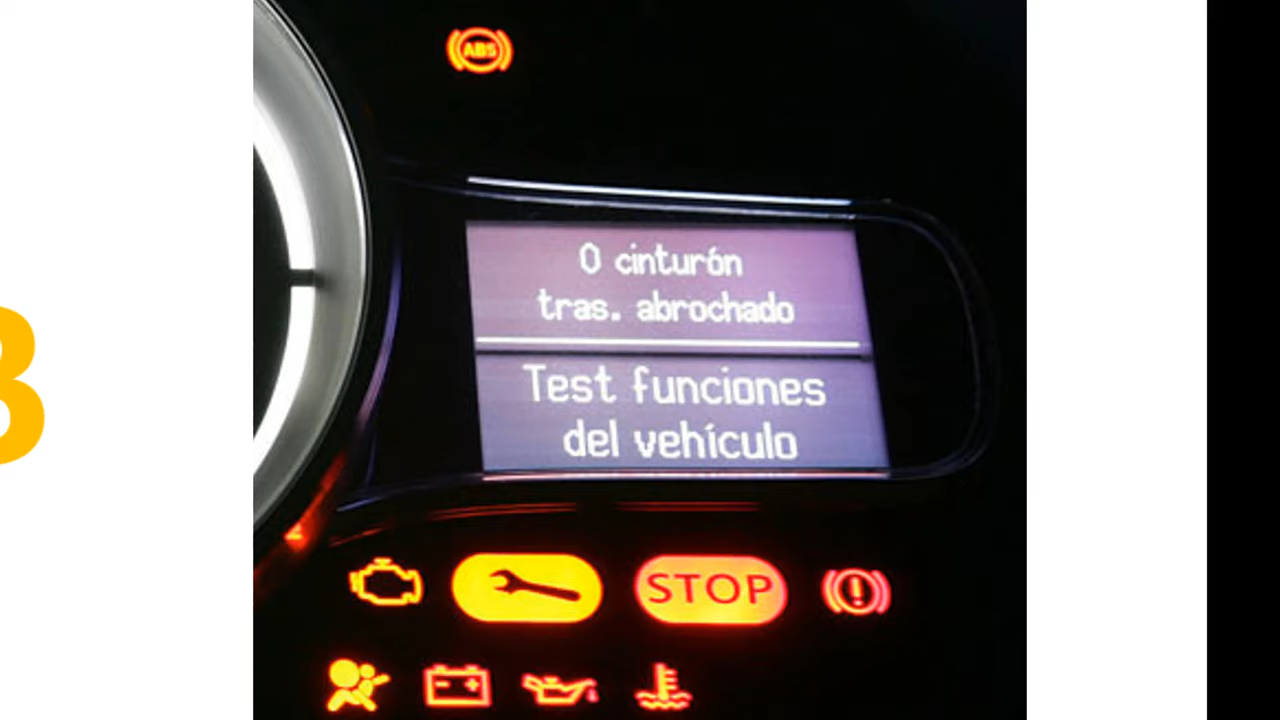 ABS
0 cinturón
tras. abrochado
Test funciones
del vehículo
STOP